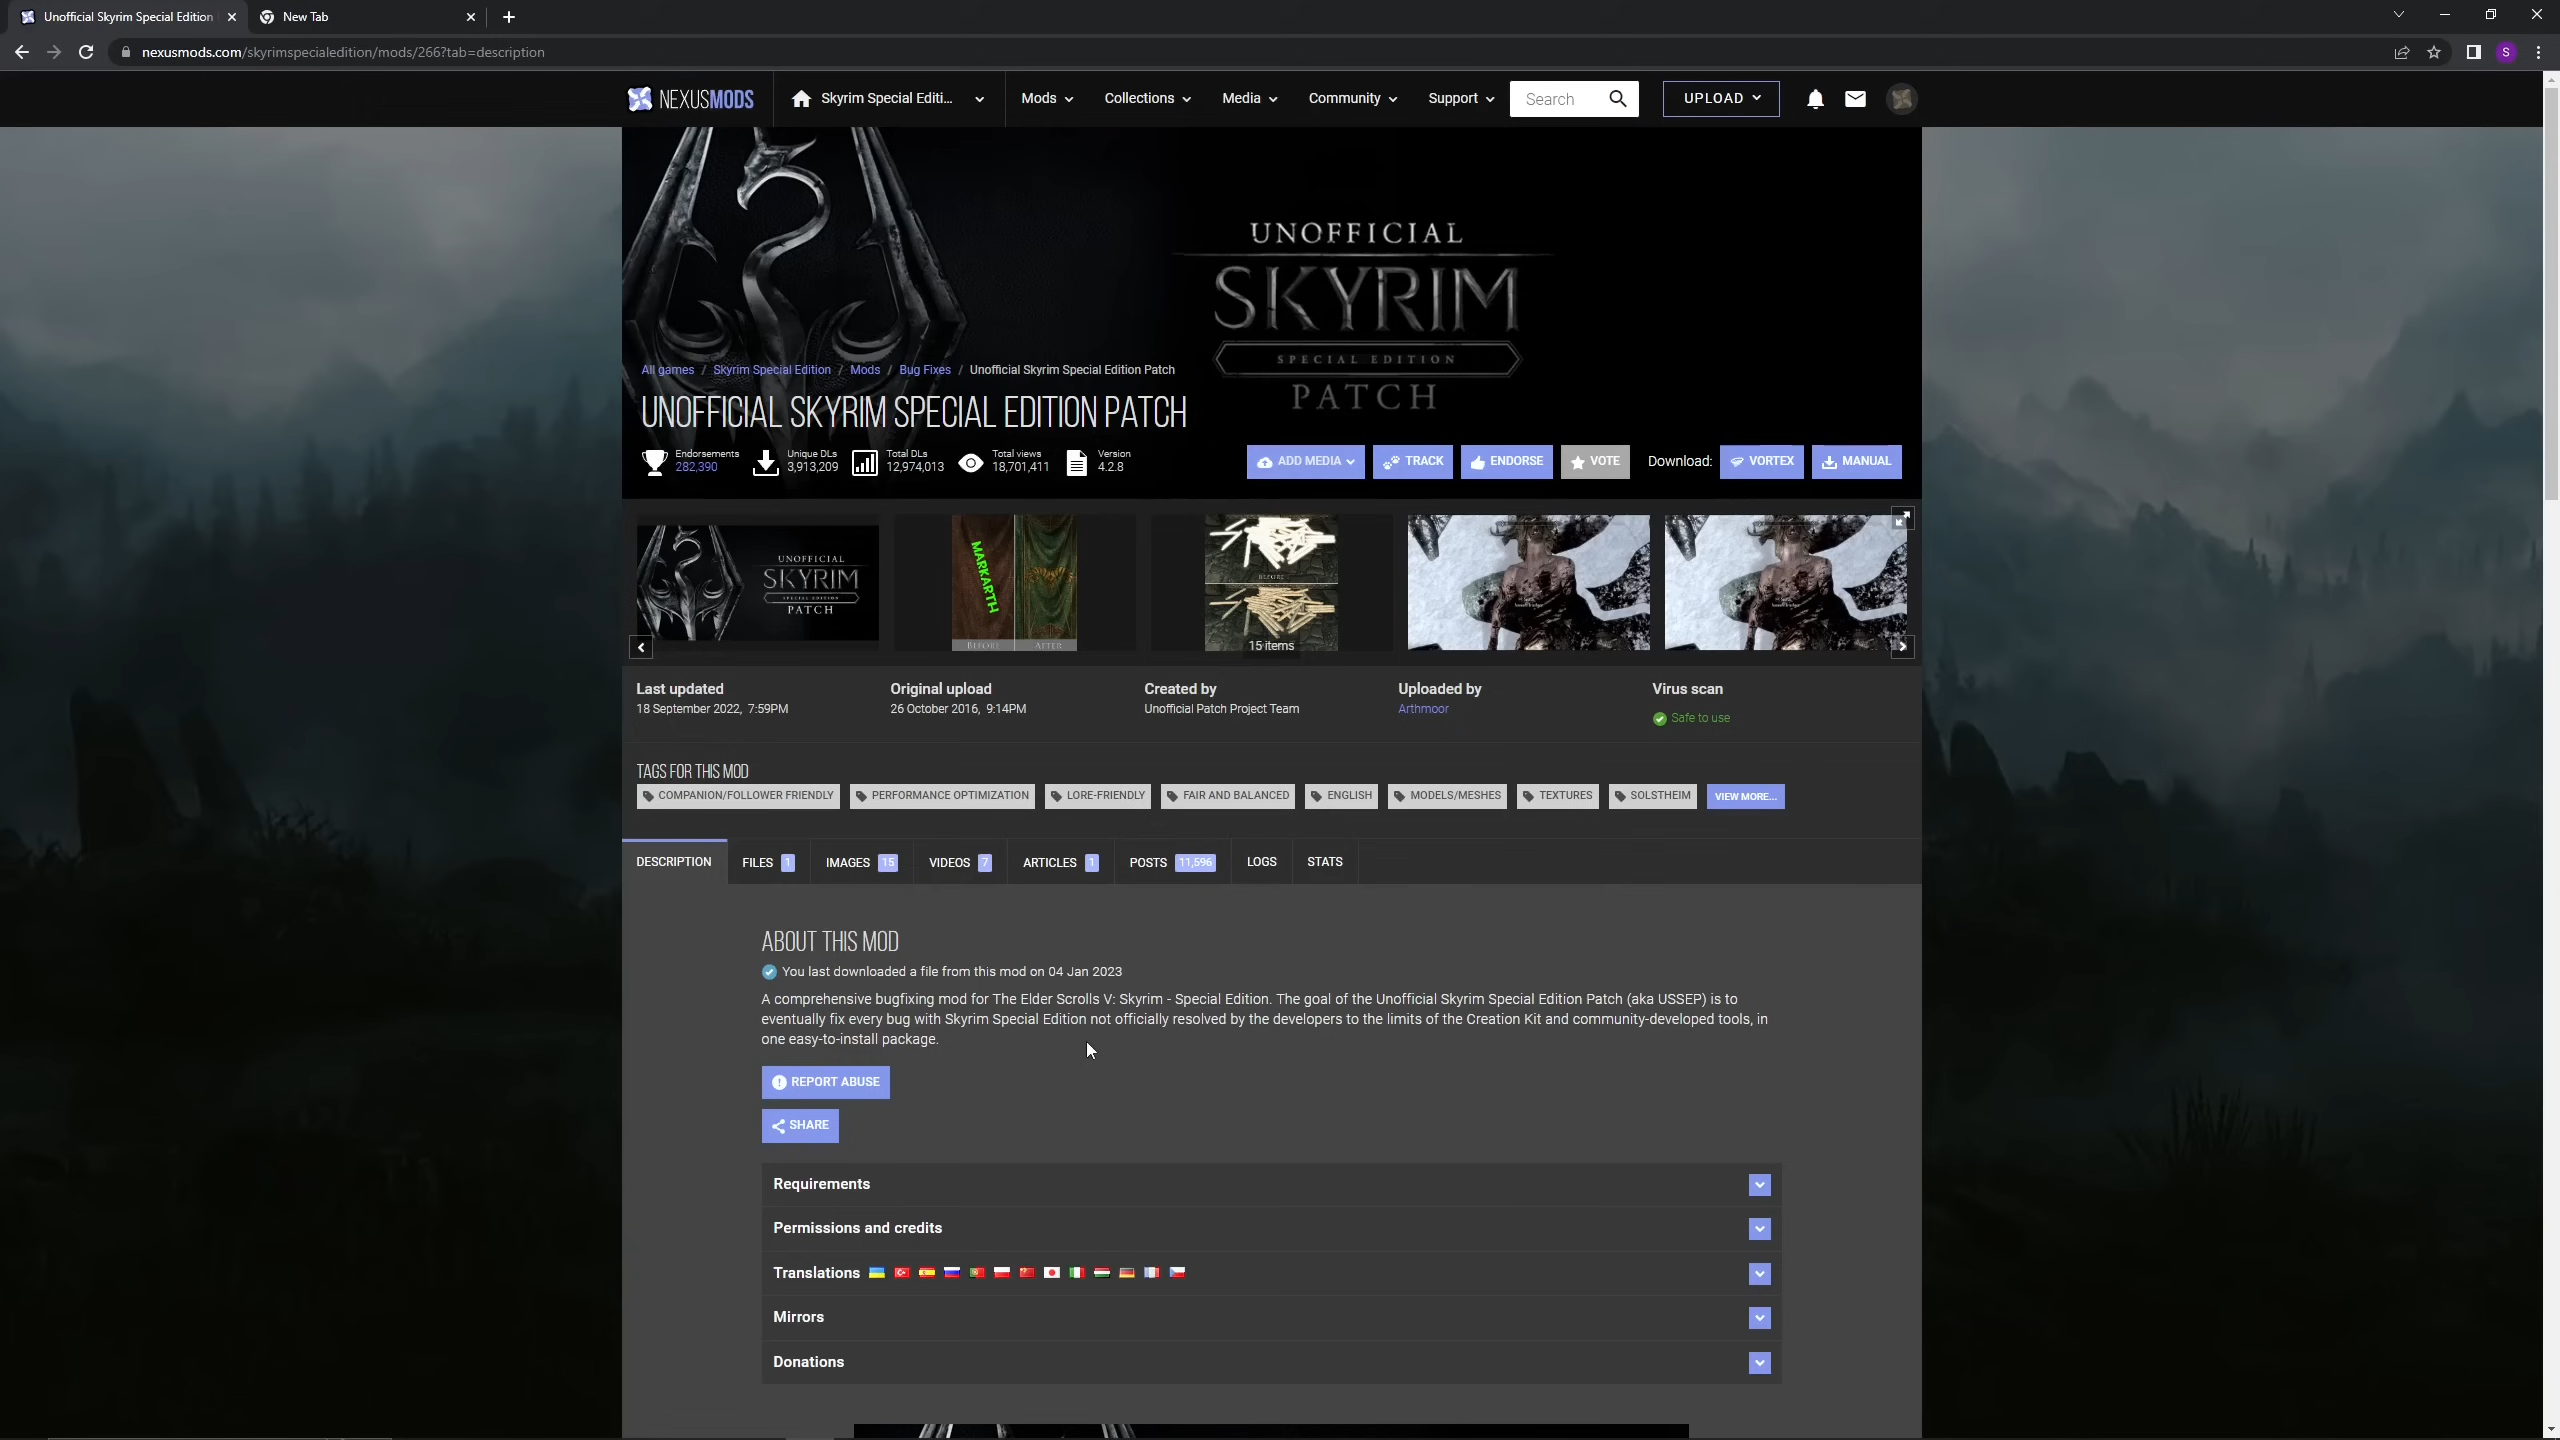 Unofficial Skyrim Special Edition
New Tab
nexusmods.com/skyrimspecialedition/mods/266?tab=description
S
NEXUSMODS
Skyrim Special Editi...
Mods
Collections
Media
Community
Support
Search
UPLOAD
UNOFFICIAL
SKYRIM
SPECIAL EDITION
PATCH
All games / Skyrim Special Edition / Mods / Bug Fixes / Unofficial Skyrim Special Edition Patch
UNOFFICIAL SKYRIM SPECIAL EDITION PATCH
Endorsements
282,390
Unique DLs
3,913,209
Total DLs
12,974,013
Total views
18,701,411
Version
4.2.8
ADD MEDIA
TRACK
ENDORSE
VOTE
Download:
VORTEX
MANUAL
UNOFFICIAL
SKYRIM
SPECIAL EDITION
PATCH
MARKARTH
BEFORE
AFTER
BEFORE
15 items
Last updated
18 September 2022, 7:59PM
Original upload
26 October 2016, 9:14PM
Created by
Unofficial Patch Project Team
Uploaded by
Arthmoor
Virus scan
Safe to use
TAGS FOR THIS MOD
COMPANION/FOLLOWER FRIENDLY
PERFORMANCE OPTIMIZATION
LORE-FRIENDLY
FAIR AND BALANCED
ENGLISH
MODELS/MESHES
TEXTURES
SOLSTHEIM
VIEW MORE...
DESCRIPTION
FILES 1
IMAGES 15
VIDEOS 7
ARTICLES 1
POSTS 11,596
LOGS
STATS
ABOUT THIS MOD
You last downloaded a file from this mod on 04 Jan 2023
A comprehensive bugfixing mod for The Elder Scrolls V: Skyrim - Special Edition. The goal of the Unofficial Skyrim Special Edition Patch (aka USSEP) is to
eventually fix every bug with Skyrim Special Edition not officially resolved by the developers to the limits of the Creation Kit and community-developed tools, in
one easy-to-install package.
REPORT ABUSE
SHARE
Requirements
Permissions and credits
Translations
Mirrors
Donations